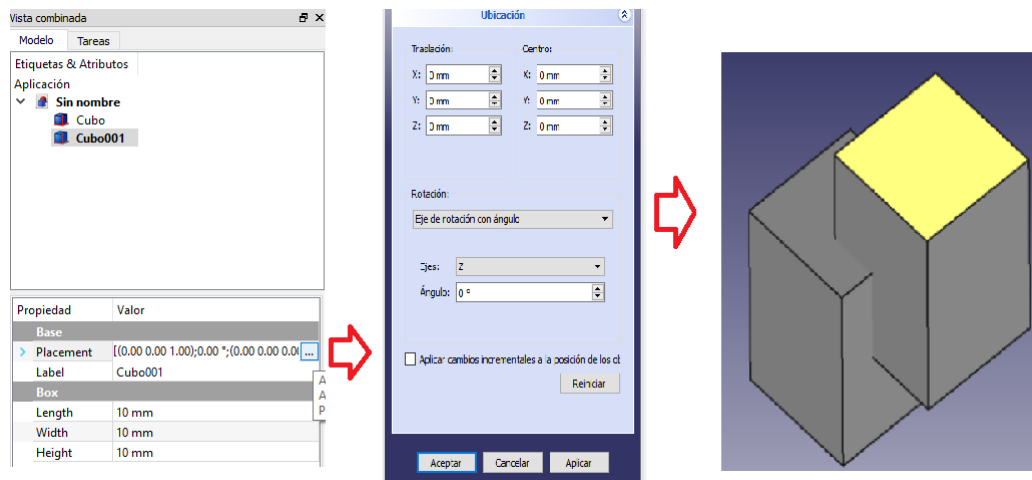 Vista combinada
Modelo Tareas
Etiquetas & Atributos
Aplicación
Sin nombre
Cubo
Cubo001
Propiedad Valor
Base
Placement [(0.00 0.00 1.00);0.00 °;(0.00 0.00 0.00 ...
Label Cubo001
Box
Length 10 mm
Width 10 mm
Height 10 mm
A
A
P
Ubicación
Traslación: Centro:
X: 0 mm X: 0 mm
Y: 0 mm Y: 0 mm
Z: 0 mm Z: 0 mm
Rotación:
Eje de rotación con ángulo
Ejes: Z
Ángulo: 0 °
Aplicar cambios incrementales a la posición de los ob
Reiniciar
Aceptar Cancelar Aplicar